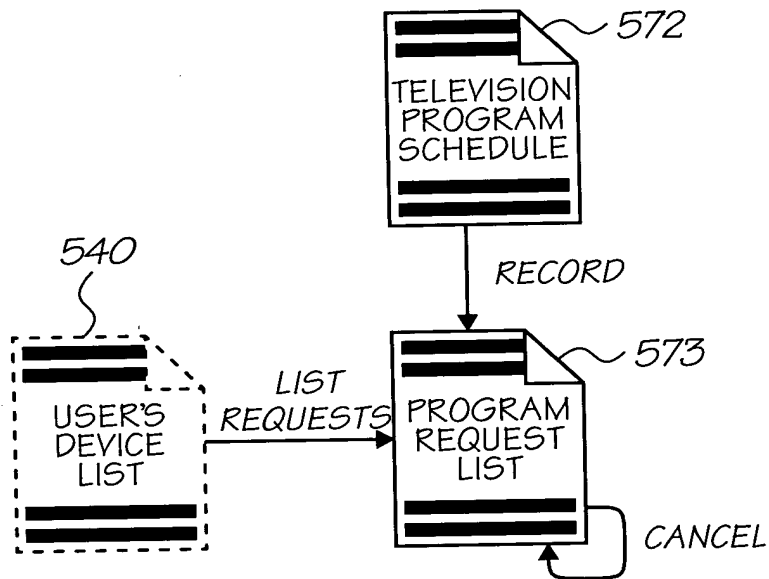 572
TELEVISION
PROGRAM
SCHEDULE
RECORD
540
573
LIST
REQUESTS
USER'S
DEVICE
LIST
PROGRAM
REQUEST
LIST
CANCEL